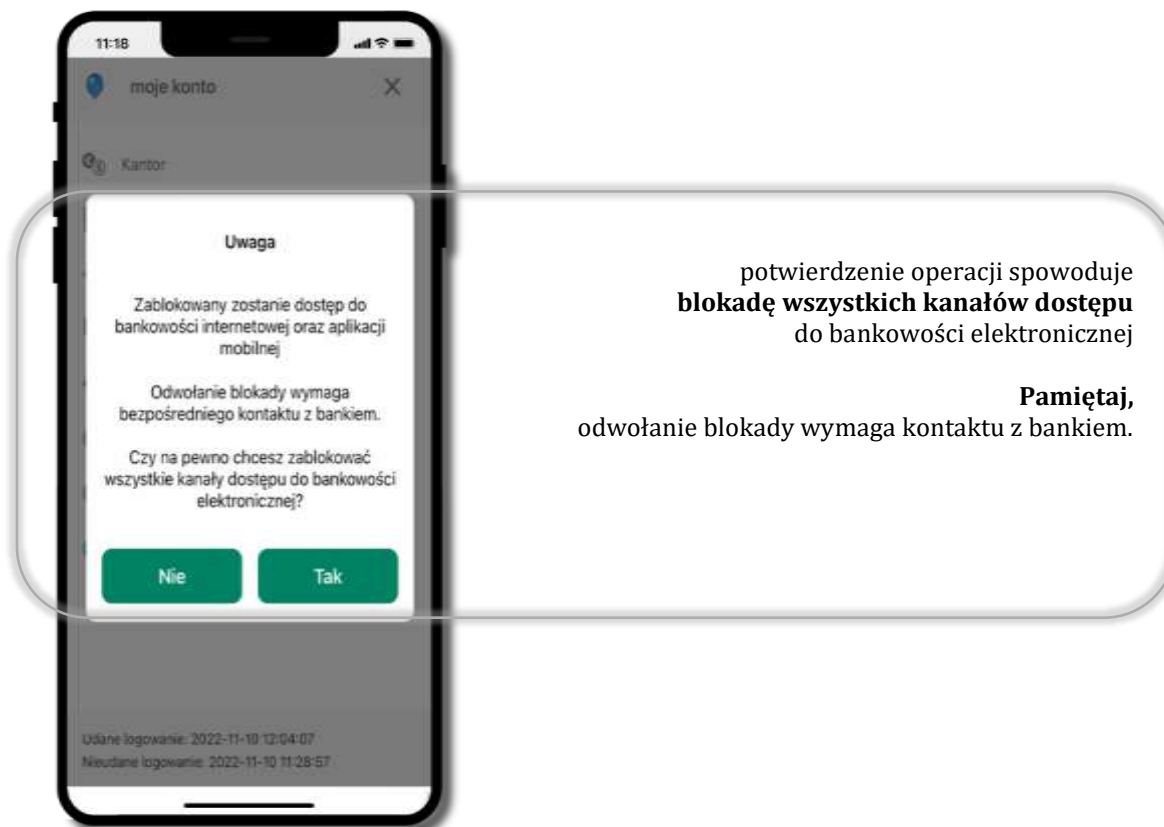 11:18
moje konto
Kantor
Uwaga
Zablokowany zostanie dostęp do
bankowości internetowej oraz aplikacji
mobilnej
Odwołanie blokady wymaga
bezpośredniego kontaktu z bankiem.
Czy na pewno chcesz zablokować
wszystkie kanały dostępu do bankowości
elektronicznej?
Nie Tak
Udane logowanie: 2022-11-10 12:04:07
Nieudane logowanie: 2022-11-10 11:28:57
potwierdzenie operacji spowoduje
blokadę wszystkich kanałów dostępu
do bankowości elektronicznej
Pamiętaj,
odwołanie blokady wymaga kontaktu z bankiem.